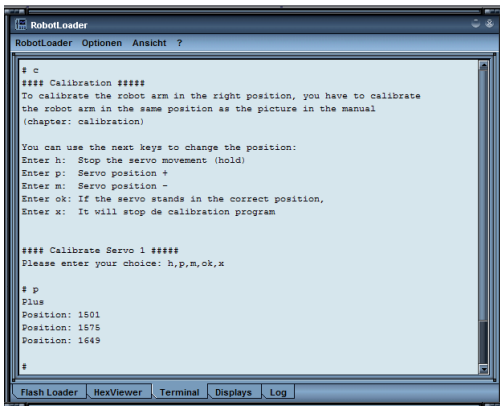 RobotLoader
RobotLoader Optionen Ansicht ?
# c
#### Calibration #####
To calibrate the robot arm in the right position, you have to calibrate
the robot arm in the same position as the picture in the manual
(chapter: calibration)
You can use the next keys to change the position:
Enter h: Stop the servo movement (hold)
Enter p: Servo position +
Enter m: Servo position -
Enter ok: If the servo stands in the correct position,
Enter x: It will stop de calibration program
#### Calibrate Servo 1 #####
Please enter your choice: h,p,m,ok,x
# p
Plus
Position: 1501
Position: 1575
Position: 1649
#
Flash Loader HexViewer Terminal Displays Log